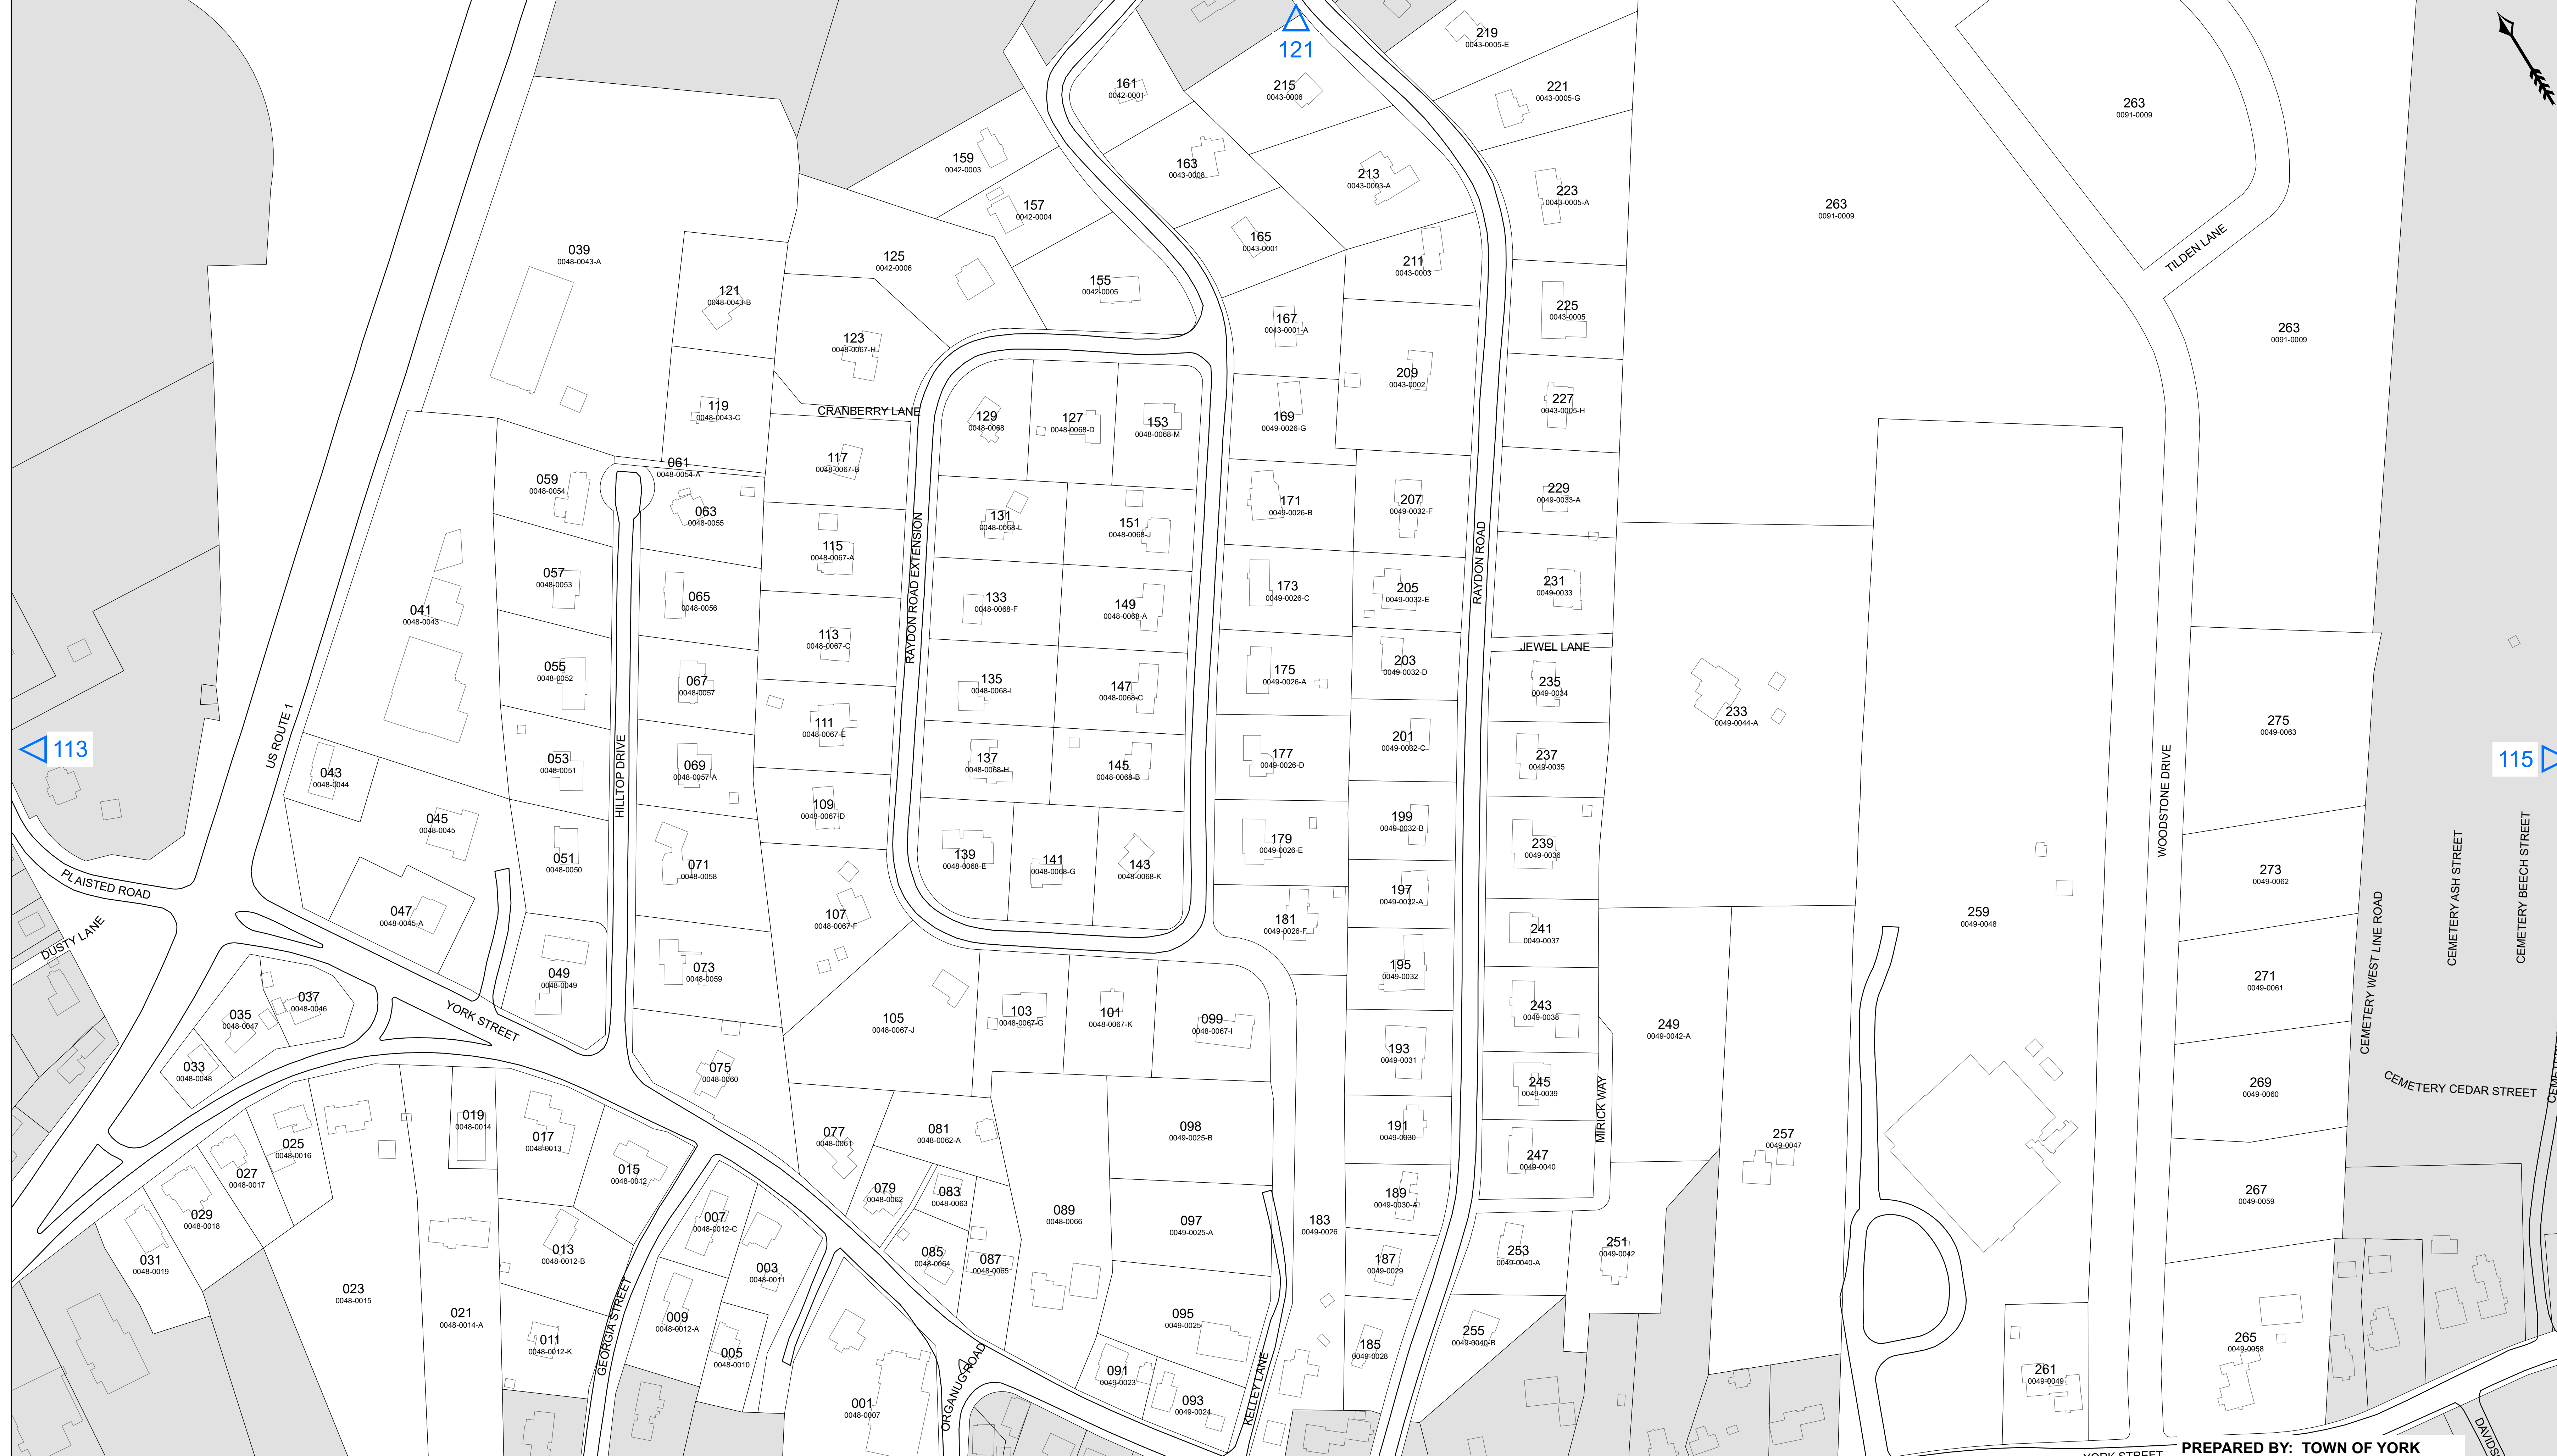 121
219
0043-0005-E
161
0042-0001
215
0043-0006
221
0043-0005-G
263
0091-0009
159
0042-0003
163
0043-0008
213
0043-0003-A
223
0043-0005-A
157
0042-0004
263
0091-0009
165
0043-0001
039
0048-0043-A
125
0042-0006
211
0043-0003
TILDEN LANE
121
0048-0043-B
155
0042-0005
225
0043-0005
167
0043-0001-A
263
0091-0009
123
0048-0067-H
209
0043-0002
119
0048-0043-C
CRANBERRY LANE
129
0048-0068
127
0048-0068-D
153
0048-0068-M
169
0049-0026-G
227
0043-0005-H
061
0048-0054-A
117
0048-0067-B
059
0048-0054
063
0048-0055
131
0048-0068-L
151
0048-0068-J
171
0049-0026-B
207
0049-0032-F
229
0049-0033-A
115
0048-0067-A
RAYDON ROAD EXTENSION
RAYDON ROAD
057
0048-0053
065
0048-0056
133
0048-0068-F
149
0048-0068-A
173
0049-0026-C
205
0049-0032-E
231
0049-0033
041
0048-0043
113
0048-0067-C
JEWEL LANE
055
0048-0052
067
0048-0057
135
0048-0068-I
147
0048-0068-C
175
0049-0026-A
203
0049-0032-D
235
0049-0034
233
0049-0044-A
275
0049-0063
US ROUTE 1
111
0048-0067-E
113
115
053
0048-0051
HILLTOP DRIVE
069
0048-0057-A
137
0048-0068-H
145
0048-0068-B
177
0049-0026-D
201
0049-0032-C
237
0049-0035
043
0048-0044
WOODSTONE DRIVE
109
0048-0067-D
045
0048-0045
199
0049-0032-B
179
0049-0026-E
239
0049-0036
051
0048-0050
071
0048-0058
139
0048-0068-E
141
0048-0068-G
143
0048-0068-K
273
0049-0062
CEMETERY ASH STREET
CEMETERY BEECH STREET
PLAISTED ROAD
197
0049-0032-A
047
0048-0045-A
107
0048-0067-F
181
0049-0026-F
241
0049-0037
259
0049-0048
DUSTY LANE
CEMETERY WEST LINE ROAD
049
0048-0049
073
0048-0059
195
0049-0032
271
0049-0061
037
0048-0046
035
0048-0047
YORK STREET
105
0048-0067-J
103
0048-0067-G
101
0048-0067-K
099
0048-0067-I
243
0049-0038
249
0049-0042-A
193
0049-0031
033
0048-0048
075
0048-0060
245
0049-0039
269
0049-0060
CEMETERY CEDAR STREET
MIRICK WAY
019
0048-0014
017
0048-0013
077
0048-0061
081
0048-0062-A
098
0049-0025-B
191
0049-0030
257
0049-0047
025
0048-0016
027
0048-0017
015
0048-0012
247
0049-0040
079
0048-0062
083
0048-0063
189
0049-0030-A
267
0049-0059
029
0048-0018
007
0048-0012-C
089
0048-0066
097
0049-0025-A
183
0049-0026
031
0048-0019
013
0048-0012-B
085
0048-0064
087
0048-0065
187
0049-0029
253
0049-0040-A
251
0049-0042
003
0048-0011
023
0048-0015
021
0048-0014-A
009
0048-0012-A
095
0049-0025
GEORGIA STREET
011
0048-0012-K
005
0048-0010
185
0049-0028
255
0049-0040-B
265
0049-0058
ORGANUG ROAD
KELLEY LANE
091
0049-0023
261
0049-0049
001
0048-0007
093
0049-0024
DAVIDS
YORK STREET
PREPARED BY: TOWN OF YORK